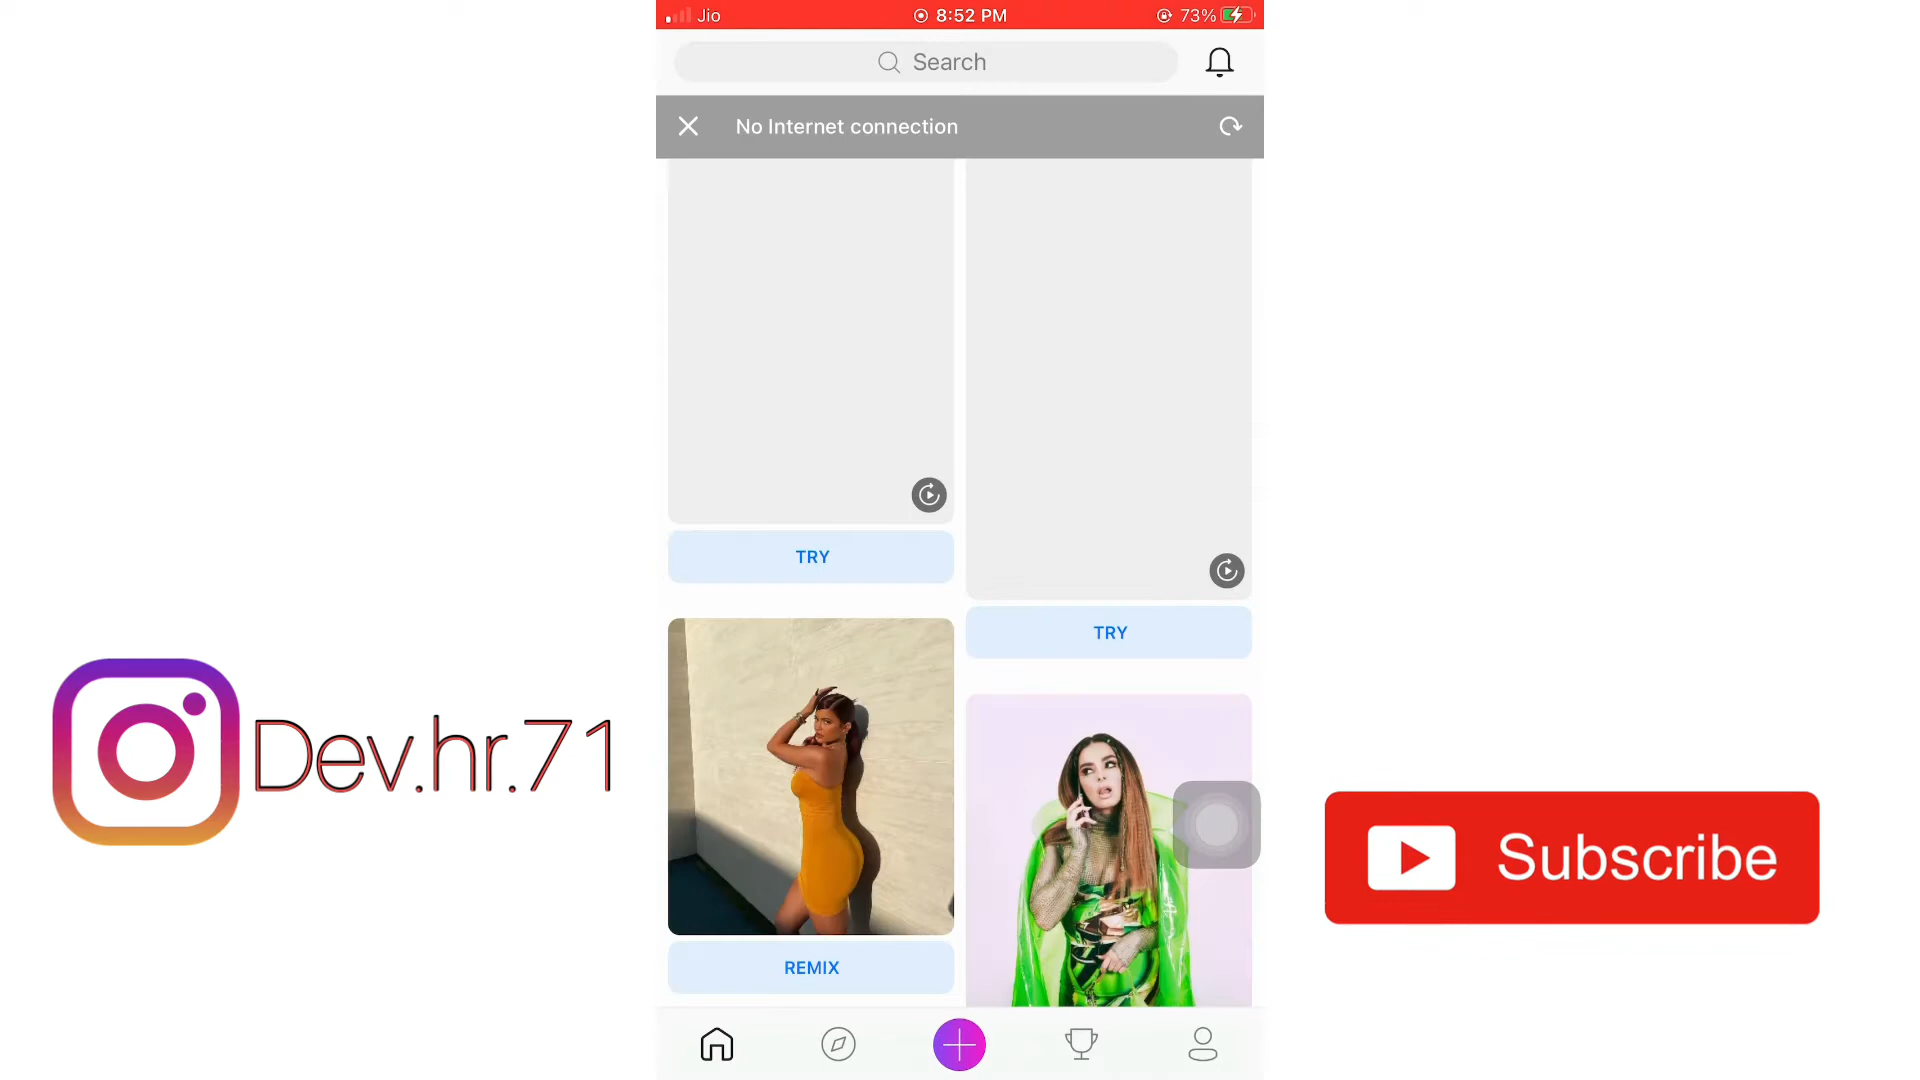 Jio
8:52 PM
73%
Search
No Internet connection
TRY
TRY
REMIX
Dev.hr.71
Subscribe